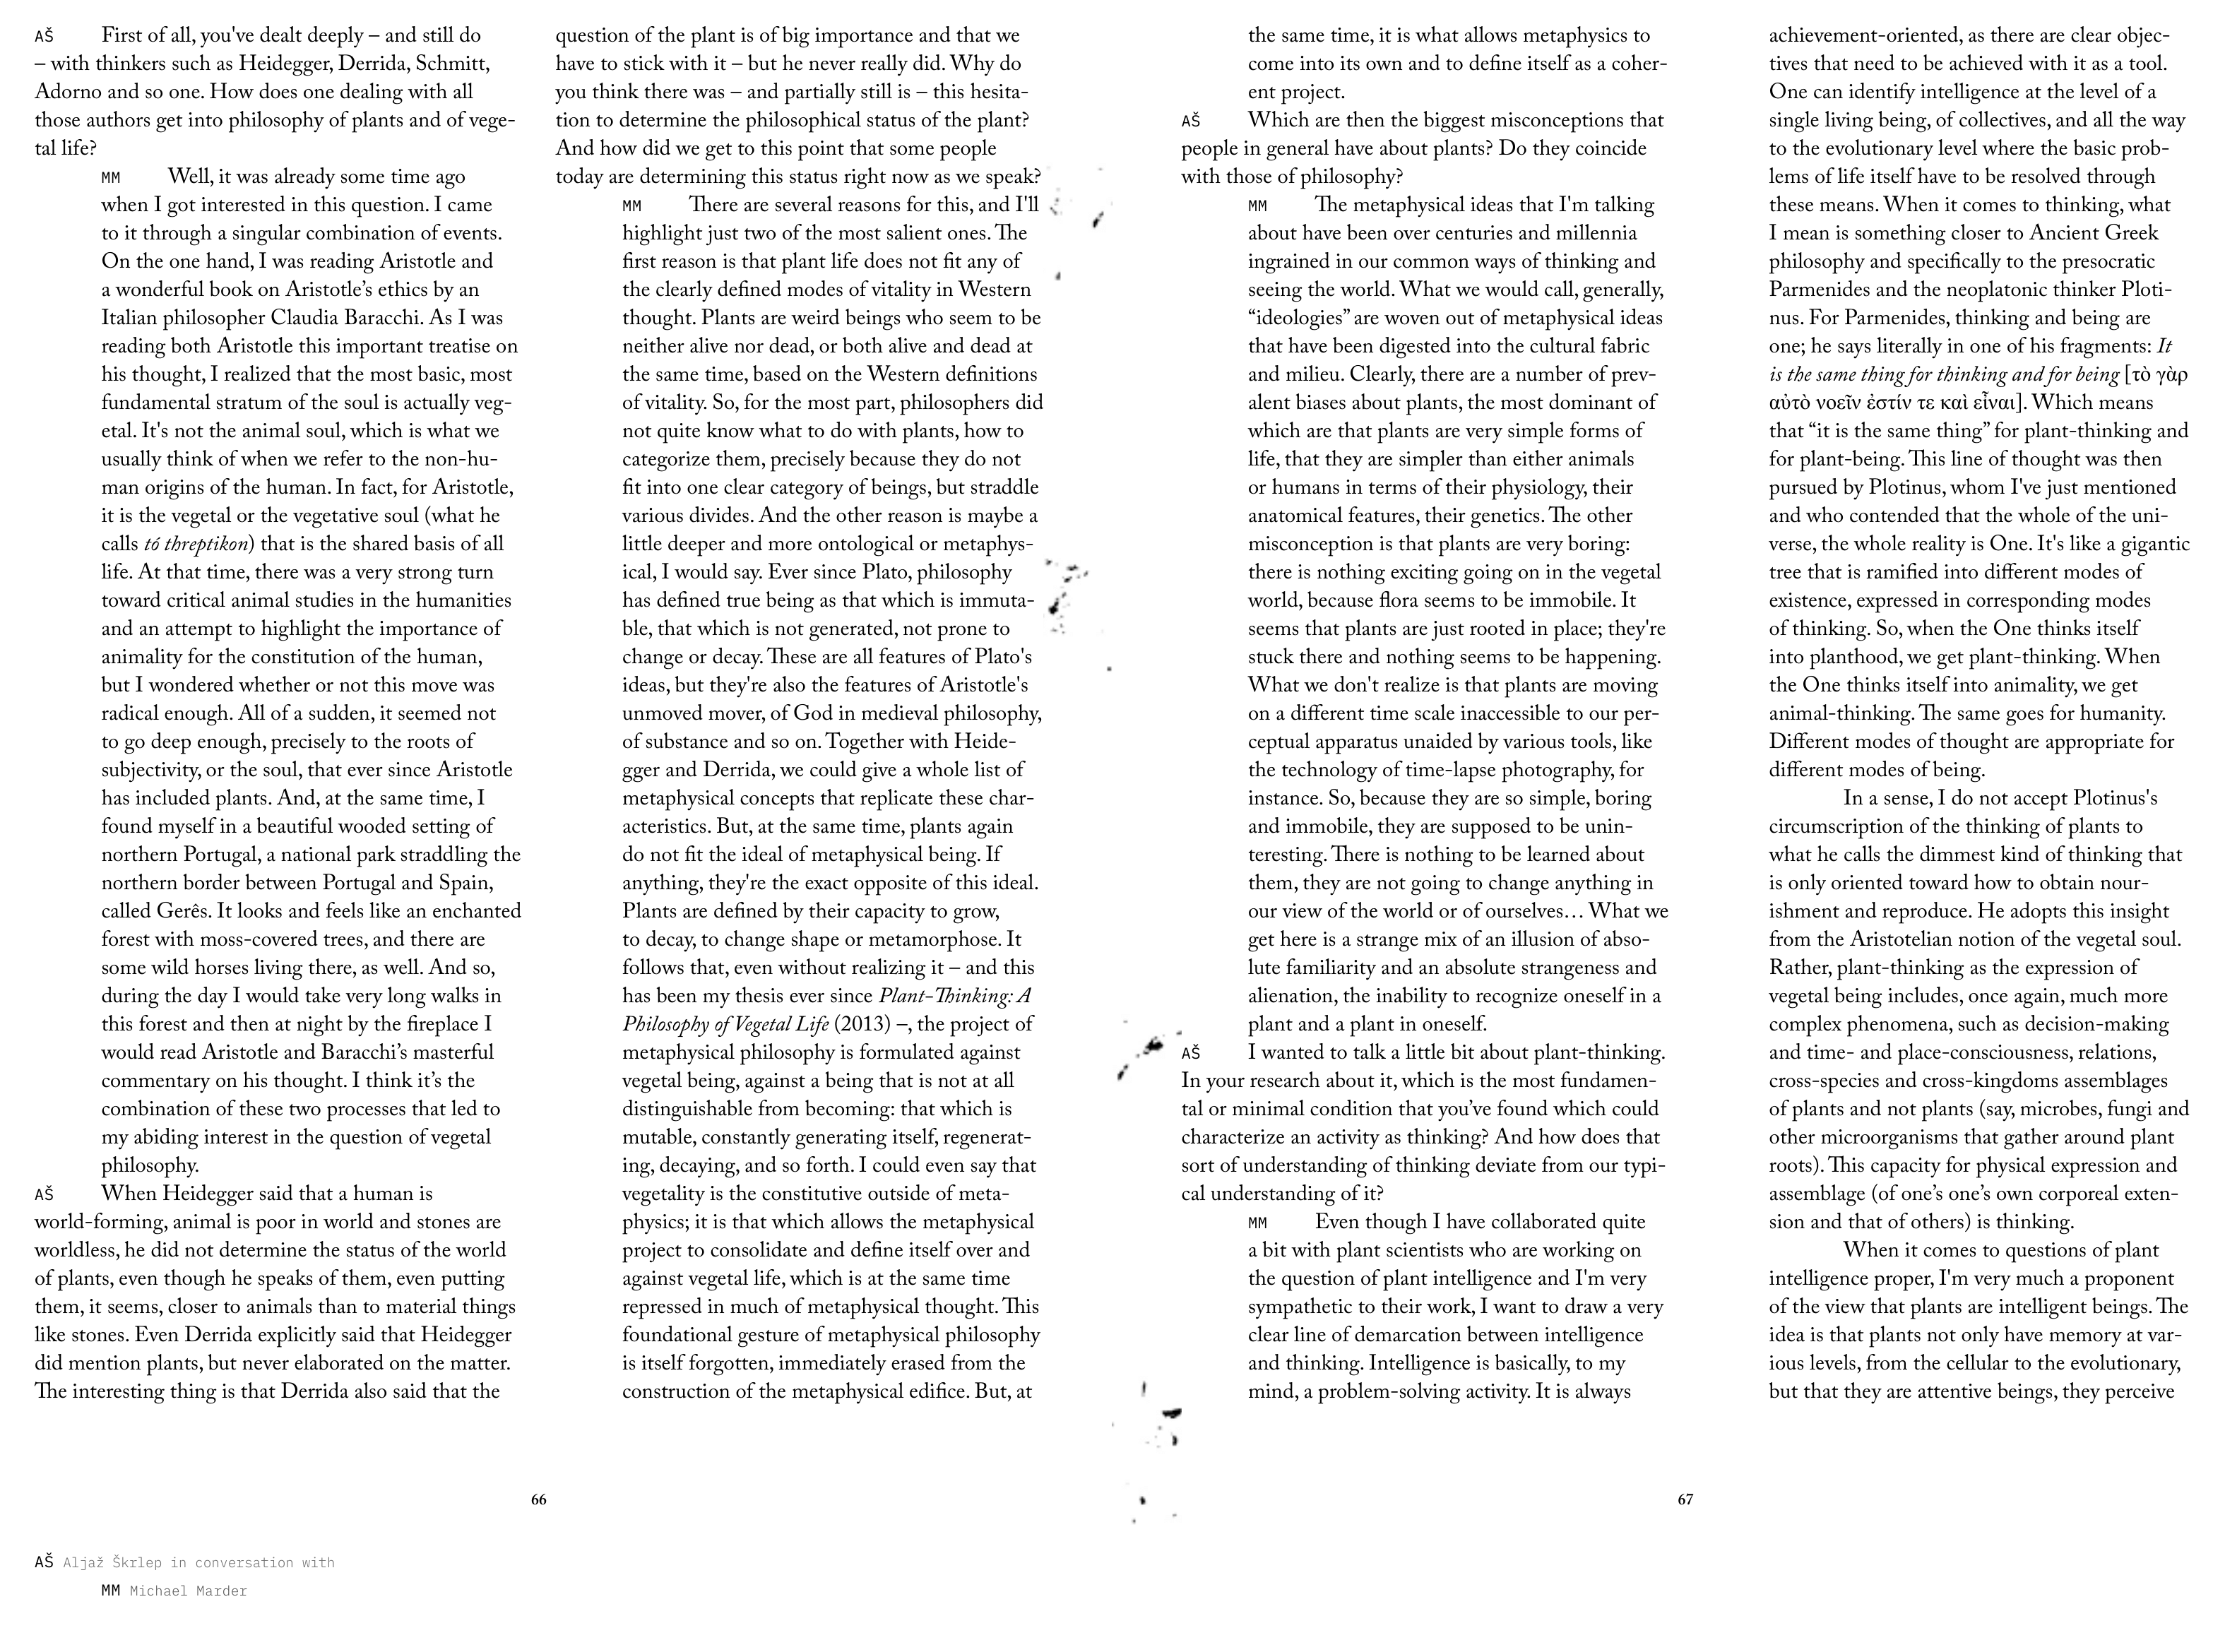 AŠ First of all, you've dealt deeply – and still do
– with thinkers such as Heidegger, Derrida, Schmitt,
Adorno and so one. How does one dealing with all
those authors get into philosophy of plants and of vege-
tal life?
MM Well, it was already some time ago
when I got interested in this question. I came
to it through a singular combination of events.
On the one hand, I was reading Aristotle and
a wonderful book on Aristotle’s ethics by an
Italian philosopher Claudia Baracchi. As I was
reading both Aristotle this important treatise on
his thought, I realized that the most basic, most
fundamental stratum of the soul is actually veg-
etal. It's not the animal soul, which is what we
usually think of when we refer to the non-hu-
man origins of the human. In fact, for Aristotle,
it is the vegetal or the vegetative soul (what he
calls tó threptikon) that is the shared basis of all
life. At that time, there was a very strong turn
toward critical animal studies in the humanities
and an attempt to highlight the importance of
animality for the constitution of the human,
but I wondered whether or not this move was
radical enough. All of a sudden, it seemed not
to go deep enough, precisely to the roots of
subjectivity, or the soul, that ever since Aristotle
has included plants. And, at the same time, I
found myself in a beautiful wooded setting of
northern Portugal, a national park straddling the
northern border between Portugal and Spain,
called Gerês. It looks and feels like an enchanted
forest with moss-covered trees, and there are
some wild horses living there, as well. And so,
during the day I would take very long walks in
this forest and then at night by the fireplace I
would read Aristotle and Baracchi’s masterful
commentary on his thought. I think it’s the
combination of these two processes that led to
my abiding interest in the question of vegetal
philosophy.
AŠ When Heidegger said that a human is
world-forming, animal is poor in world and stones are
worldless, he did not determine the status of the world
of plants, even though he speaks of them, even putting
them, it seems, closer to animals than to material things
like stones. Even Derrida explicitly said that Heidegger
did mention plants, but never elaborated on the matter.
The interesting thing is that Derrida also said that the
question of the plant is of big importance and that we
have to stick with it – but he never really did. Why do
you think there was – and partially still is – this hesita-
tion to determine the philosophical status of the plant?
And how did we get to this point that some people
today are determining this status right now as we speak?
MM There are several reasons for this, and I'll
highlight just two of the most salient ones. The
first reason is that plant life does not fit any of
the clearly defined modes of vitality in Western
thought. Plants are weird beings who seem to be
neither alive nor dead, or both alive and dead at
the same time, based on the Western definitions
of vitality. So, for the most part, philosophers did
not quite know what to do with plants, how to
categorize them, precisely because they do not
fit into one clear category of beings, but straddle
various divides. And the other reason is maybe a
little deeper and more ontological or metaphys-
ical, I would say. Ever since Plato, philosophy
has defined true being as that which is immuta-
ble, that which is not generated, not prone to
change or decay. These are all features of Plato's
ideas, but they're also the features of Aristotle's
unmoved mover, of God in medieval philosophy,
of substance and so on. Together with Heide-
gger and Derrida, we could give a whole list of
metaphysical concepts that replicate these char-
acteristics. But, at the same time, plants again
do not fit the ideal of metaphysical being. If
anything, they're the exact opposite of this ideal.
Plants are defined by their capacity to grow,
to decay, to change shape or metamorphose. It
follows that, even without realizing it – and this
has been my thesis ever since Plant-Thinking: A
Philosophy of Vegetal Life (2013) –, the project of
metaphysical philosophy is formulated against
vegetal being, against a being that is not at all
distinguishable from becoming: that which is
mutable, constantly generating itself, regenerat-
ing, decaying, and so forth. I could even say that
vegetality is the constitutive outside of meta-
physics; it is that which allows the metaphysical
project to consolidate and define itself over and
against vegetal life, which is at the same time
repressed in much of metaphysical thought. This
foundational gesture of metaphysical philosophy
is itself forgotten, immediately erased from the
construction of the metaphysical edifice. But, at
66
AŠ Aljaž Škrlep in conversation with
MM Michael Marder
the same time, it is what allows metaphysics to
come into its own and to define itself as a coher-
ent project.
AŠ Which are then the biggest misconceptions that
people in general have about plants? Do they coincide
with those of philosophy?
MM The metaphysical ideas that I'm talking
about have been over centuries and millennia
ingrained in our common ways of thinking and
seeing the world. What we would call, generally,
“ideologies” are woven out of metaphysical ideas
that have been digested into the cultural fabric
and milieu. Clearly, there are a number of prev-
alent biases about plants, the most dominant of
which are that plants are very simple forms of
life, that they are simpler than either animals
or humans in terms of their physiology, their
anatomical features, their genetics. The other
misconception is that plants are very boring:
there is nothing exciting going on in the vegetal
world, because flora seems to be immobile. It
seems that plants are just rooted in place; they're
stuck there and nothing seems to be happening.
What we don't realize is that plants are moving
on a different time scale inaccessible to our per-
ceptual apparatus unaided by various tools, like
the technology of time-lapse photography, for
instance. So, because they are so simple, boring
and immobile, they are supposed to be unin-
teresting. There is nothing to be learned about
them, they are not going to change anything in
our view of the world or of ourselves… What we
get here is a strange mix of an illusion of abso-
lute familiarity and an absolute strangeness and
alienation, the inability to recognize oneself in a
plant and a plant in oneself.
AŠ I wanted to talk a little bit about plant-thinking.
In your research about it, which is the most fundamen-
tal or minimal condition that you’ve found which could
characterize an activity as thinking? And how does that
sort of understanding of thinking deviate from our typi-
cal understanding of it?
MM Even though I have collaborated quite
a bit with plant scientists who are working on
the question of plant intelligence and I'm very
sympathetic to their work, I want to draw a very
clear line of demarcation between intelligence
and thinking. Intelligence is basically, to my
mind, a problem-solving activity. It is always
achievement-oriented, as there are clear objec-
tives that need to be achieved with it as a tool.
One can identify intelligence at the level of a
single living being, of collectives, and all the way
to the evolutionary level where the basic prob-
lems of life itself have to be resolved through
these means. When it comes to thinking, what
I mean is something closer to Ancient Greek
philosophy and specifically to the presocratic
Parmenides and the neoplatonic thinker Ploti-
nus. For Parmenides, thinking and being are
one; he says literally in one of his fragments: It
is the same thing for thinking and for being [τὸ γὰρ
αὐτὸ νοεῖν ἐστίν τε καὶ εἶναι]. Which means
that “it is the same thing” for plant-thinking and
for plant-being. This line of thought was then
pursued by Plotinus, whom I've just mentioned
and who contended that the whole of the uni-
verse, the whole reality is One. It's like a gigantic
tree that is ramified into different modes of
existence, expressed in corresponding modes
of thinking. So, when the One thinks itself
into planthood, we get plant-thinking. When
the One thinks itself into animality, we get
animal-thinking. The same goes for humanity.
Different modes of thought are appropriate for
different modes of being.
In a sense, I do not accept Plotinus's
circumscription of the thinking of plants to
what he calls the dimmest kind of thinking that
is only oriented toward how to obtain nour-
ishment and reproduce. He adopts this insight
from the Aristotelian notion of the vegetal soul.
Rather, plant-thinking as the expression of
vegetal being includes, once again, much more
complex phenomena, such as decision-making
and time- and place-consciousness, relations,
cross-species and cross-kingdoms assemblages
of plants and not plants (say, microbes, fungi and
other microorganisms that gather around plant
roots). This capacity for physical expression and
assemblage (of one’s one’s own corporeal exten-
sion and that of others) is thinking.
When it comes to questions of plant
intelligence proper, I'm very much a proponent
of the view that plants are intelligent beings. The
idea is that plants not only have memory at var-
ious levels, from the cellular to the evolutionary,
but that they are attentive beings, they perceive
67